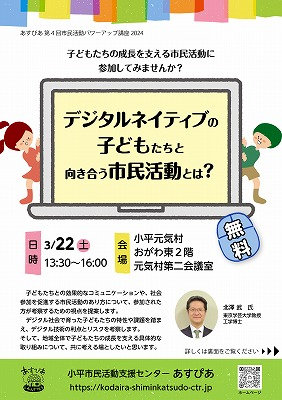 あすぴあ 第4回市民活動パワーアップ講座 2024
子どもたちの成長を支える市民活動に
参加してみませんか？
デジタルネイティブの
子どもたちと
向き合う市民活動とは？
無料
日時
3/22 土
13:30～16:00
会場
小平元気村
おがわ東2階
元気村第二会議室
子どもたちとの効果的なコミュニケーションや、社会
参加を促進する市民活動のあり方について、参加された
方が考察するための視点を提案します。
デジタル社会で育った子どもたちの特性や課題を踏ま
え、デジタル技術の利点とリスクを考察します。
そして、地域全体で子どもたちの成長を支える具体的な
取り組みについて、共に考える場としたいと思います。
北澤 武 氏
東京学芸大学教授
工学博士
詳しくは裏面をご覧ください ▶▶▶
あすぴあ
小平市民活動支援センター あすぴあ
https://kodaira-shiminkatsudo-ctr.jp
ホームページ